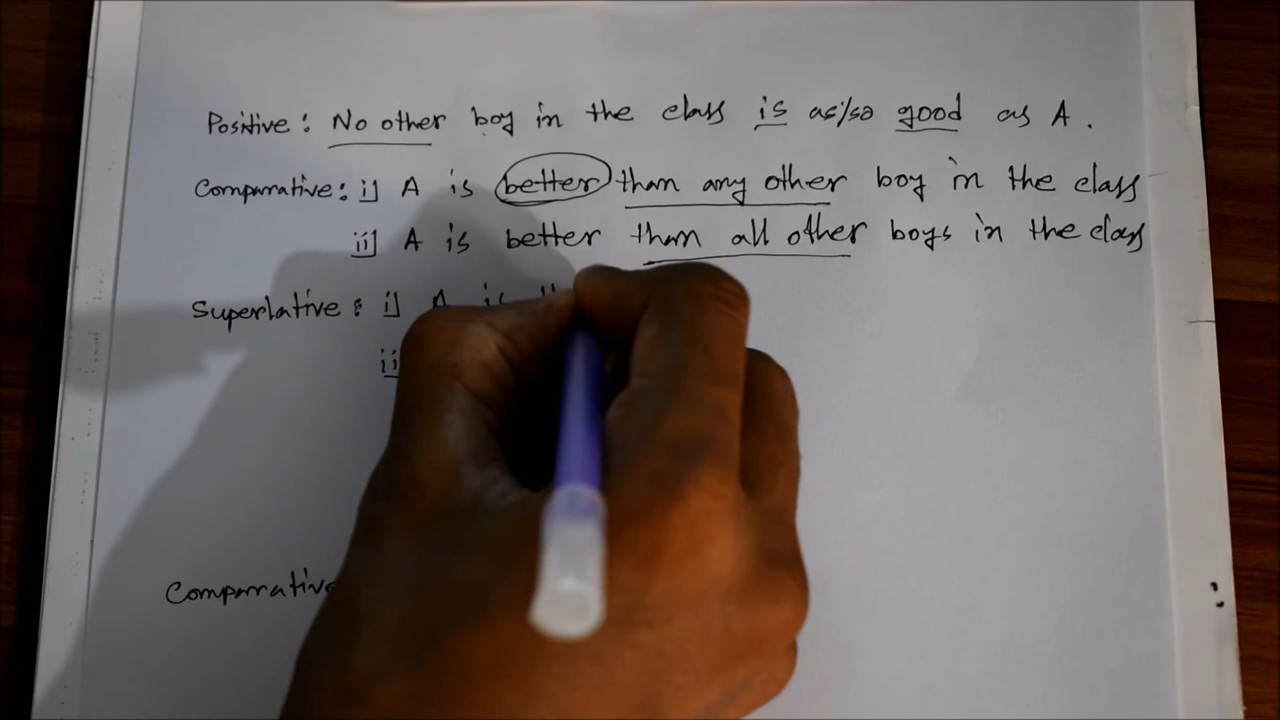 Positive: No other boy in the class is as/so good as A.
Comparative: i] A is better than any other boy in the class
ii] A is better than all other boys in the class
Superlative: i] A is
ii
Comparative